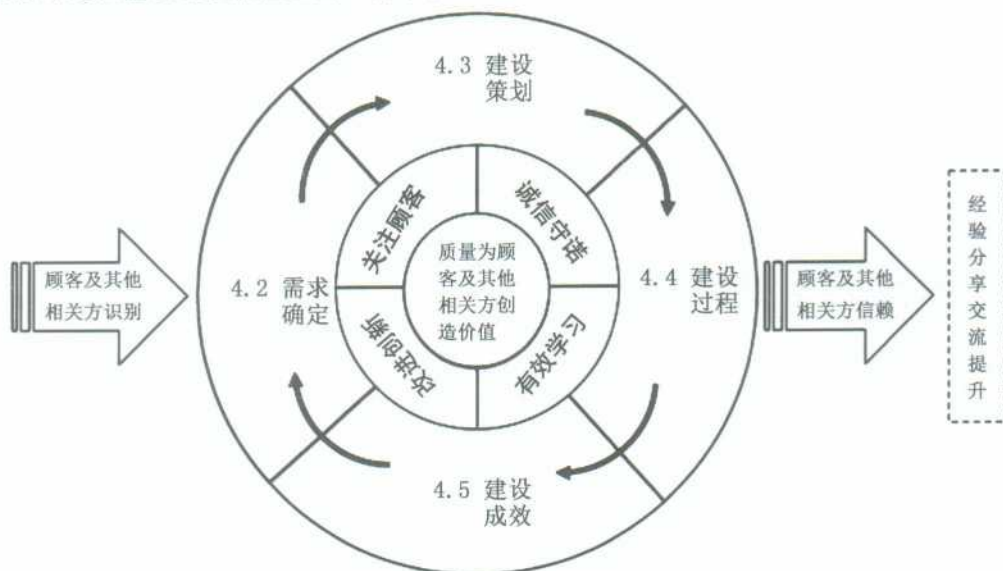 4.3 建设
策划
关注顾客
诚信守诺
质量为顾
客及其他
相关方创
造价值
4.2 需求
确定
4.4 建设
过程
改进创新
有效学习
4.5 建设
成效
顾客及其他
相关方识别
顾客及其他
相关方信赖
经
验
分
享
交
流
提
升